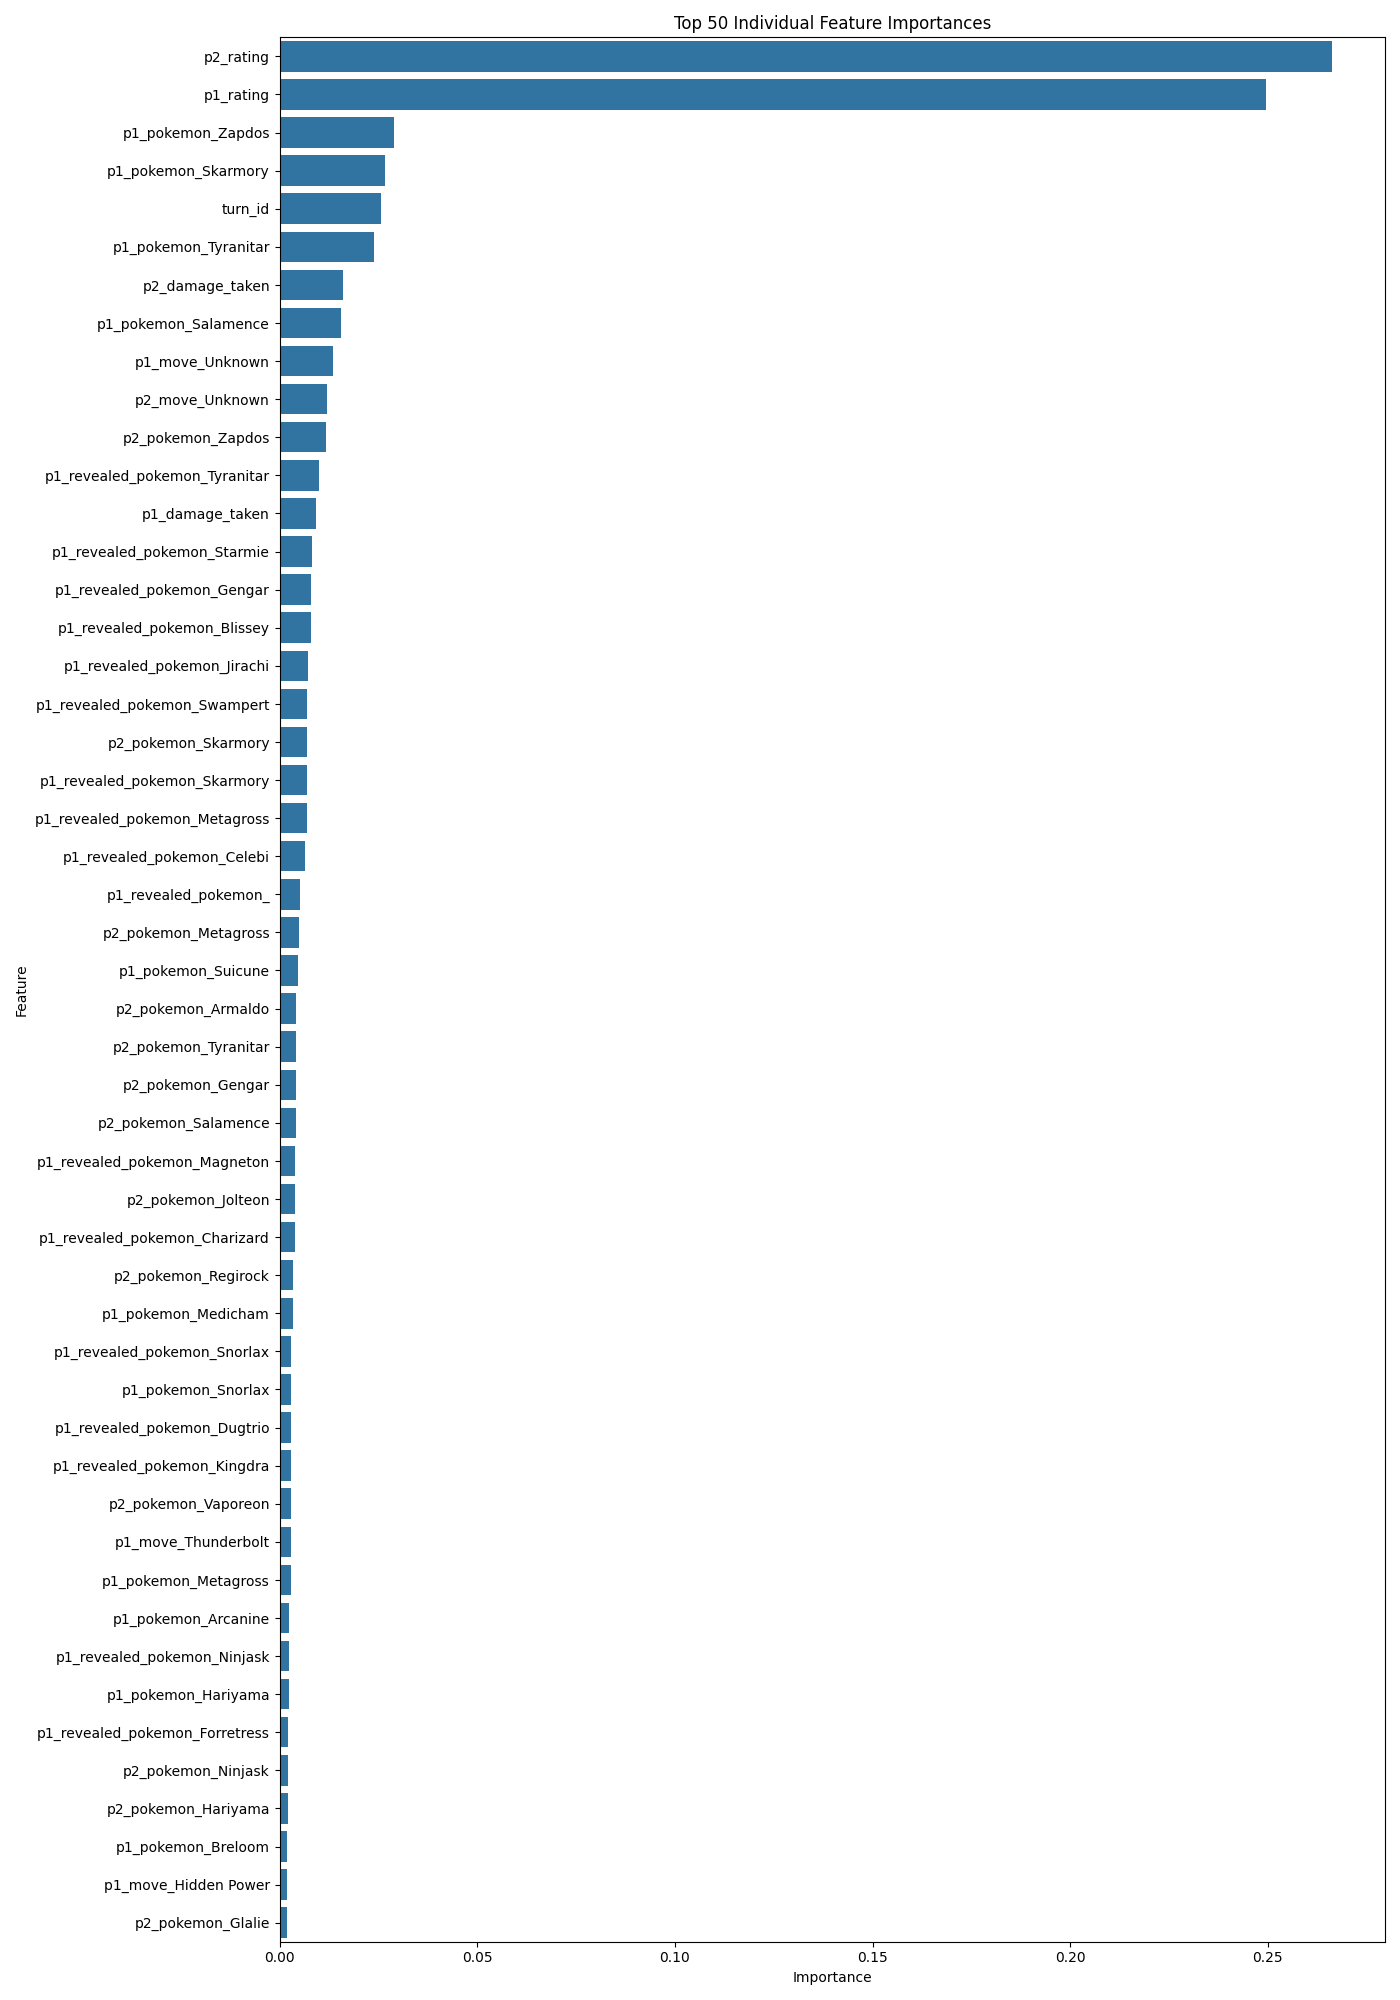 Top 50 Individual Feature Importances
p2_rating
p1_rating
p1_pokemon_Zapdos
p1_pokemon_Skarmory
turn_id
p1_pokemon_Tyranitar
p2_damage_taken
p1_pokemon_Salamence
p1_move_Unknown
p2_move_Unknown
p2_pokemon_Zapdos
p1_revealed_pokemon_Tyranitar
p1_damage_taken
p1_revealed_pokemon_Starmie
p1_revealed_pokemon_Gengar
p1_revealed_pokemon_Blissey
p1_revealed_pokemon_Jirachi
p1_revealed_pokemon_Swampert
p2_pokemon_Skarmory
p1_revealed_pokemon_Skarmory
p1_revealed_pokemon_Metagross
p1_revealed_pokemon_Celebi
p1_revealed_pokemon_
p2_pokemon_Metagross
p1_pokemon_Suicune
p2_pokemon_Armaldo
p2_pokemon_Tyranitar
p2_pokemon_Gengar
p2_pokemon_Salamence
p1_revealed_pokemon_Magneton
p2_pokemon_Jolteon
p1_revealed_pokemon_Charizard
p2_pokemon_Regirock
p1_pokemon_Medicham
p1_revealed_pokemon_Snorlax
p1_pokemon_Snorlax
p1_revealed_pokemon_Dugtrio
p1_revealed_pokemon_Kingdra
p2_pokemon_Vaporeon
p1_move_Thunderbolt
p1_pokemon_Metagross
p1_pokemon_Arcanine
p1_revealed_pokemon_Ninjask
p1_pokemon_Hariyama
p1_revealed_pokemon_Forretress
p2_pokemon_Ninjask
p2_pokemon_Hariyama
p1_pokemon_Breloom
p1_move_Hidden Power
p2_pokemon_Glalie
Feature
0.00 0.05 0.10 0.15 0.20 0.25
Importance